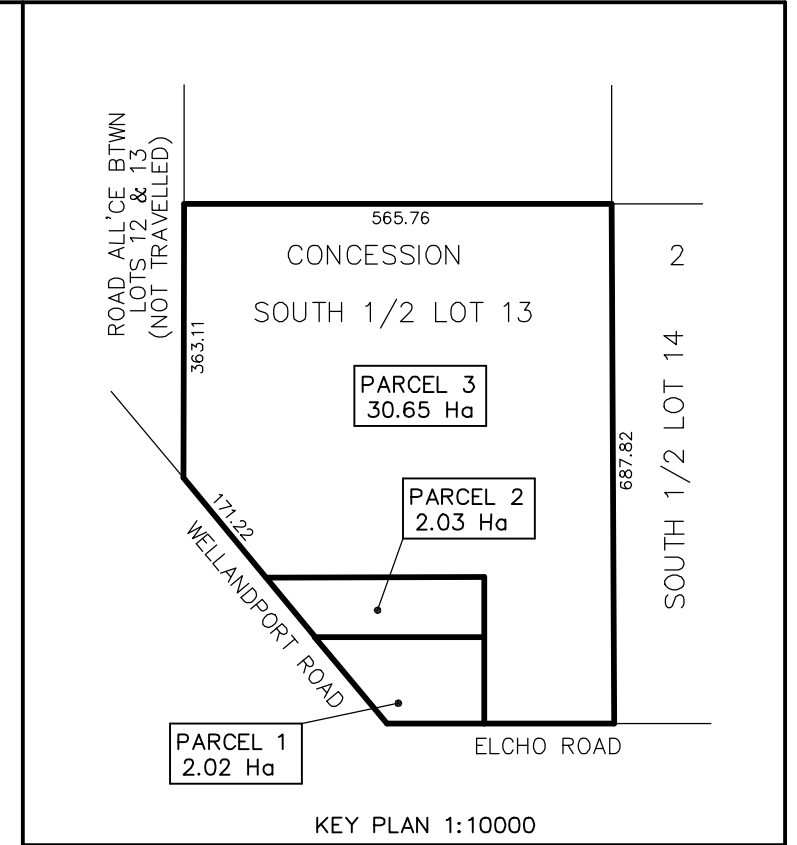 ROAD ALL'CE BTWN
LOTS 12 & 13
(NOT TRAVELLED)
565.76
CONCESSION
2
SOUTH 1/2 LOT 13
363.11
PARCEL 3
30.65 Ha
687.82
SOUTH 1/2 LOT 14
PARCEL 2
2.03 Ha
171.22
WELLANDPORT ROAD
PARCEL 1
2.02 Ha
ELCHO ROAD
KEY PLAN 1:10000